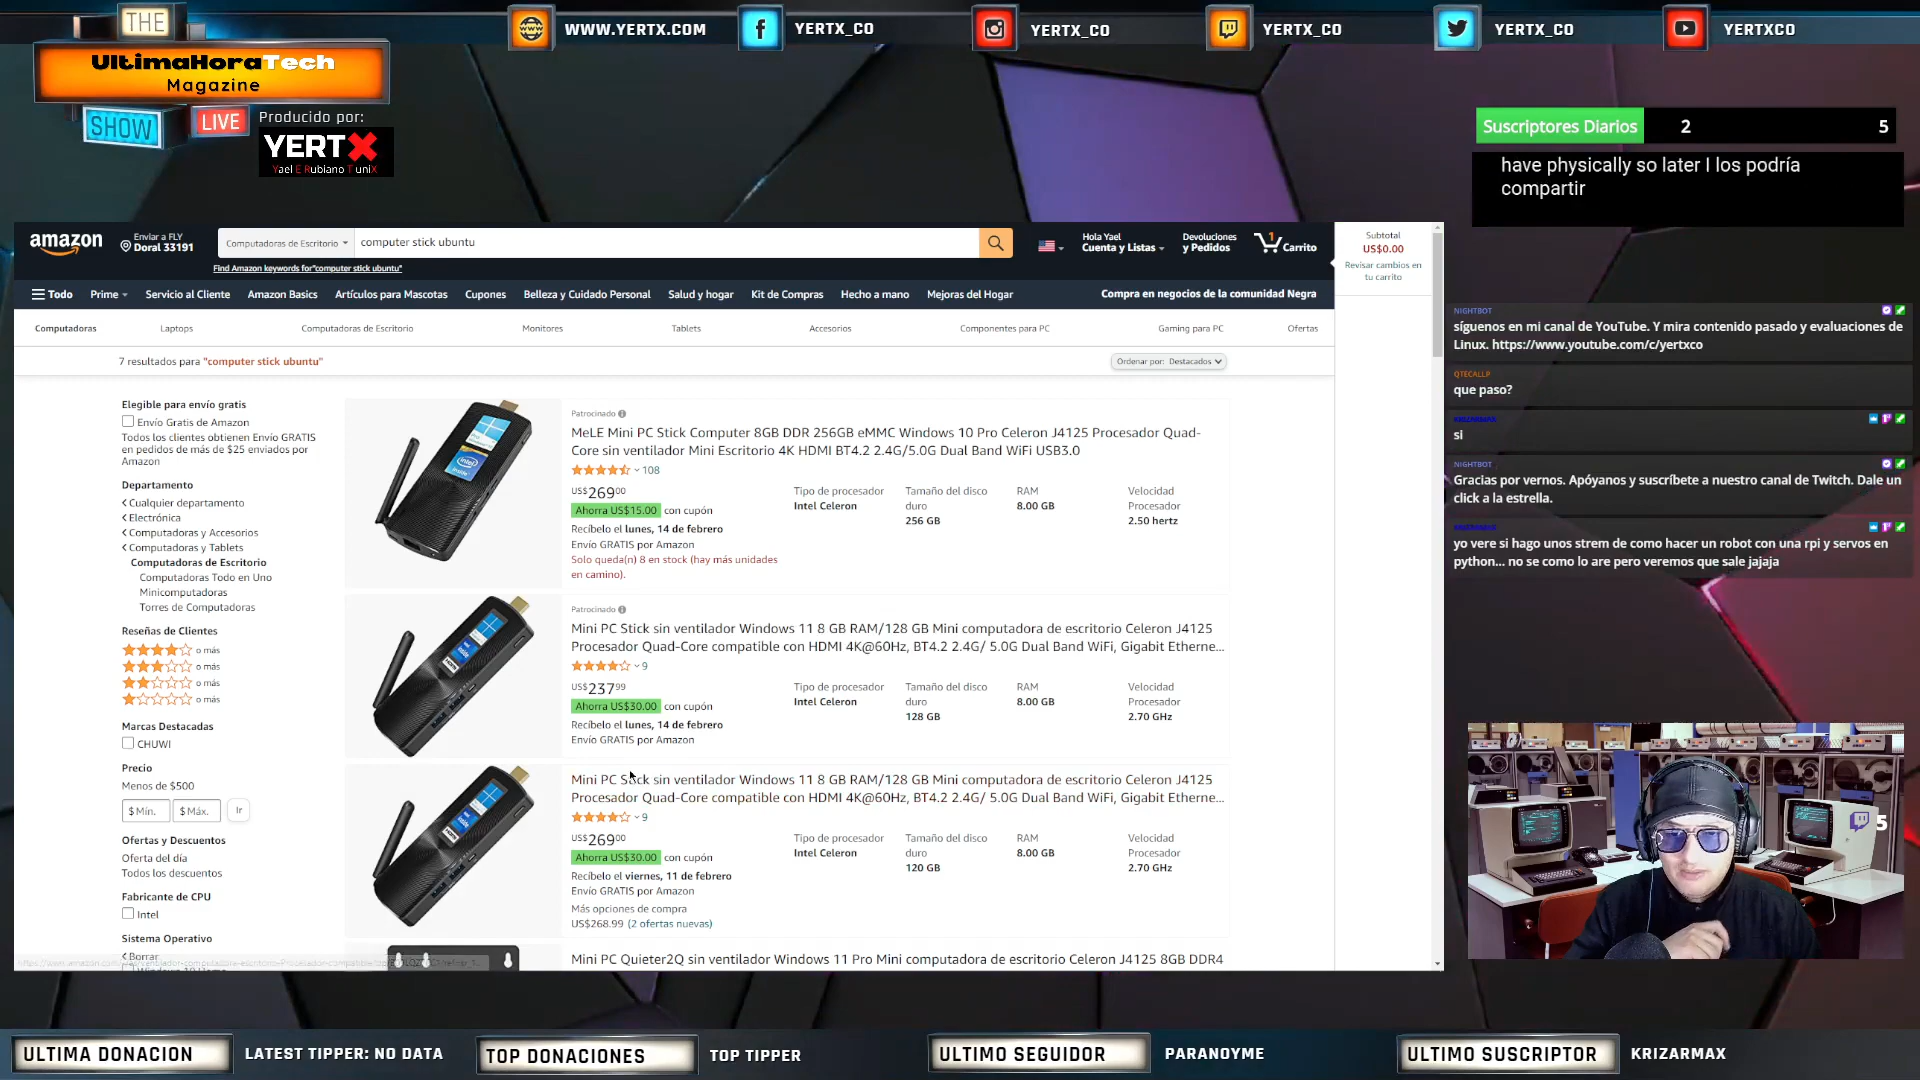 THE
UltimaHoraTech
Magazine
SHOW
LIVE
Producido por:
YERTX
Yael E Rubiano T uniX
WWW.YERTX.COM
YERTX_CO
YERTX_CO
YERTX_CO
YERTX_CO
YERTXCO
Suscriptores Diarios 2 5
have physically so later I los podría
compartir
amazon
Enviar a FLY
Doral 33191
Computadoras de Escritorio
computer stick ubuntu
Find Amazon keywords for"computer stick ubuntu"
Hola Yael
Cuenta y Listas
Devoluciones
y Pedidos
1
Carrito
Subtotal
US$0.00
Revisar cambios en
tu carrito
Todo Prime Servicio al Cliente Amazon Basics Artículos para Mascotas Cupones Belleza y Cuidado Personal Salud y hogar Kit de Compras Hecho a mano Mejoras del Hogar Compra en negocios de la comunidad Negra
Computadoras Laptops Computadoras de Escritorio Monitores Tablets Accesorios Componentes para PC Gaming para PC Ofertas
7 resultados para "computer stick ubuntu"
Ordenar por: Destacados
Elegible para envío gratis
Envío Gratis de Amazon
Todos los clientes obtienen Envío GRATIS
en pedidos de más de $25 enviados por
Amazon
Departamento
Cualquier departamento
Electrónica
Computadoras y Accesorios
Computadoras y Tablets
Computadoras de Escritorio
Computadoras Todo en Uno
Minicomputadoras
Torres de Computadoras
Reseñas de Clientes
o más
o más
o más
o más
Marcas Destacadas
CHUWI
Precio
Menos de $500
$ Mín.
$ Máx.
Ir
Ofertas y Descuentos
Oferta del día
Todos los descuentos
Fabricante de CPU
Intel
Sistema Operativo
Borrar
Patrocinado
MeLE Mini PC Stick Computer 8GB DDR 256GB eMMC Windows 10 Pro Celeron J4125 Procesador Quad-
Core sin ventilador Mini Escritorio 4K HDMI BT4.2 2.4G/5.0G Dual Band WiFi USB3.0
108
US$269 00
Ahorra US$15.00 con cupón
Recíbelo el lunes, 14 de febrero
Envío GRATIS por Amazon
Solo queda(n) 8 en stock (hay más unidades
en camino).
Tipo de procesador
Intel Celeron
Tamaño del disco
duro
256 GB
RAM
8.00 GB
Velocidad
Procesador
2.50 hertz
Patrocinado
Mini PC Stick sin ventilador Windows 11 8 GB RAM/128 GB Mini computadora de escritorio Celeron J4125
Procesador Quad-Core compatible con HDMI 4K@60Hz, BT4.2 2.4G/ 5.0G Dual Band WiFi, Gigabit Etherne...
9
US$237 99
Ahorra US$30.00 con cupón
Recíbelo el lunes, 14 de febrero
Envío GRATIS por Amazon
Tipo de procesador
Intel Celeron
Tamaño del disco
duro
128 GB
RAM
8.00 GB
Velocidad
Procesador
2.70 GHz
Mini PC Stick sin ventilador Windows 11 8 GB RAM/128 GB Mini computadora de escritorio Celeron J4125
Procesador Quad-Core compatible con HDMI 4K@60Hz, BT4.2 2.4G/ 5.0G Dual Band WiFi, Gigabit Etherne...
9
US$269 00
Ahorra US$30.00 con cupón
Recíbelo el viernes, 11 de febrero
Envío GRATIS por Amazon
Más opciones de compra
US$268.99 (2 ofertas nuevas)
Tipo de procesador
Intel Celeron
Tamaño del disco
duro
120 GB
RAM
8.00 GB
Velocidad
Procesador
2.70 GHz
Mini PC Quieter2Q sin ventilador Windows 11 Pro Mini computadora de escritorio Celeron J4125 8GB DDR4
NIGHTBOT
síguenos en mi canal de YouTube. Y mira contenido pasado y evaluaciones de
Linux. https://www.youtube.com/c/yertxco
QTECALLP
que paso?
KRIZARMAX
si
NIGHTBOT
Gracias por vernos. Apóyanos y suscríbete a nuestro canal de Twitch. Dale un
click a la estrella.
yo vere si hago unos strem de como hacer un robot con una rpi y servos en
python... no se como lo are pero veremos que sale jajaja
5
ULTIMA DONACION LATEST TIPPER: NO DATA TOP DONACIONES TOP TIPPER ULTIMO SEGUIDOR PARANOYME ULTIMO SUSCRIPTOR KRIZARMAX